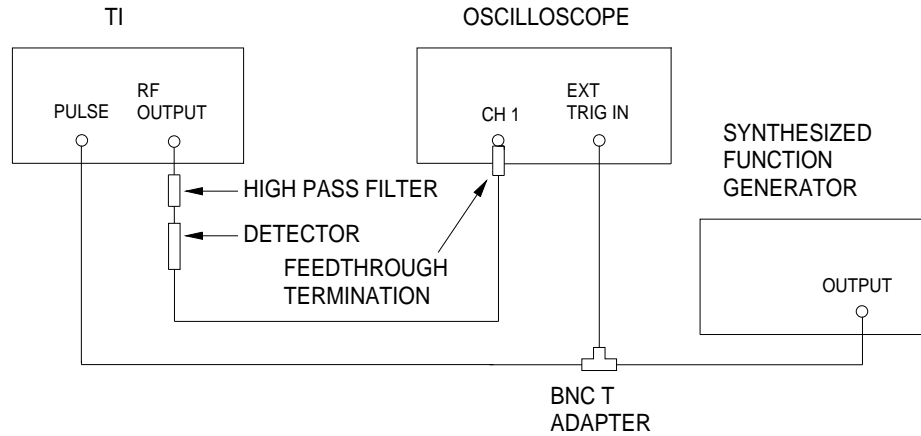 TI
OSCILLOSCOPE
PULSE
RF
OUTPUT
CH 1
EXT
TRIG IN
SYNTHESIZED
FUNCTION
GENERATOR
HIGH PASS FILTER
DETECTOR
FEEDTHROUGH
TERMINATION
OUTPUT
BNC T
ADAPTER